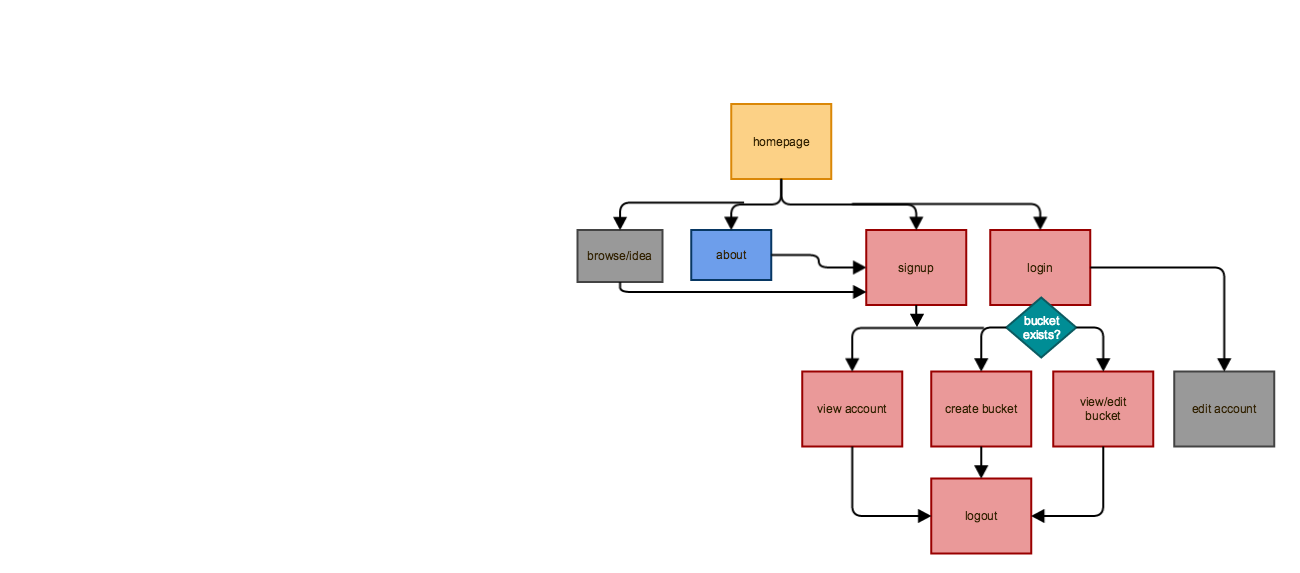 homepage
browse/idea
about
signup
login
bucket
exists?
view account
create bucket
view/edit
bucket
edit account
logout